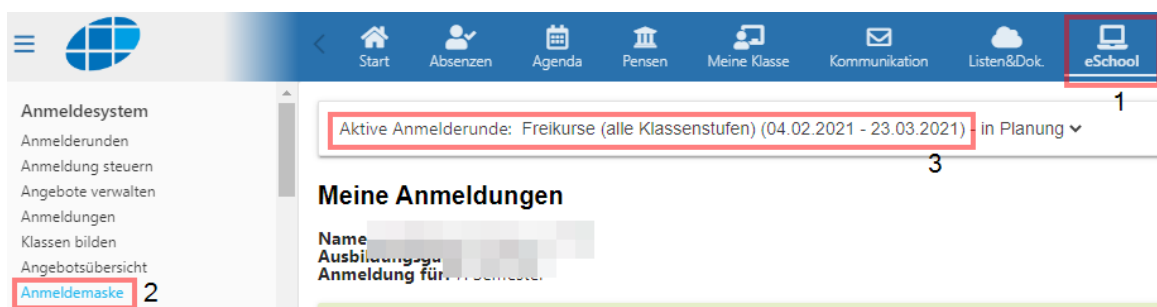 Start
Absenzen
Agenda
Pensen
Meine Klasse
Kommunikation
Listen&Dok.
eSchool
1
Anmeldesystem
Anmelderunden
Anmeldung steuern
Angebote verwalten
Anmeldungen
Klassen bilden
Angebotsübersicht
Anmeldemaske 2
Aktive Anmelderunde: Freikurse (alle Klassenstufen) (04.02.2021 - 23.03.2021) - in Planung
3
Meine Anmeldungen
Name
Anmeldung für: